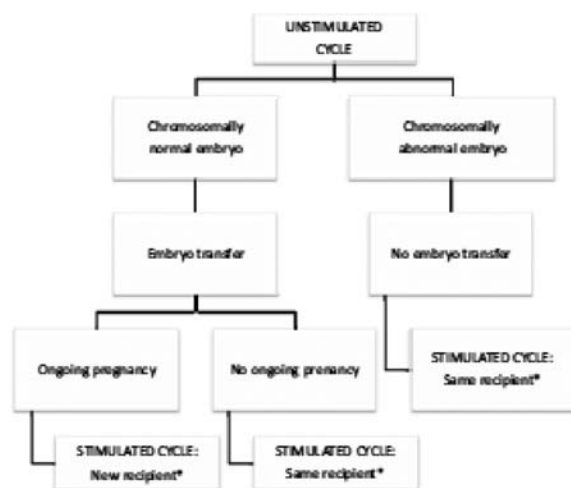 UNSTIMULATED
CYCLE
Chromosomally
normal embryo
Chromosomally
abnormal embryo
Embryo transfer
No embryo transfer
Ongoing pregnancy
No ongoing prenancy
STIMULATED CYCLE:
Same recipient*
STIMULATED CYCLE:
New recipient*
STIMULATED CYCLE:
Same recipient*